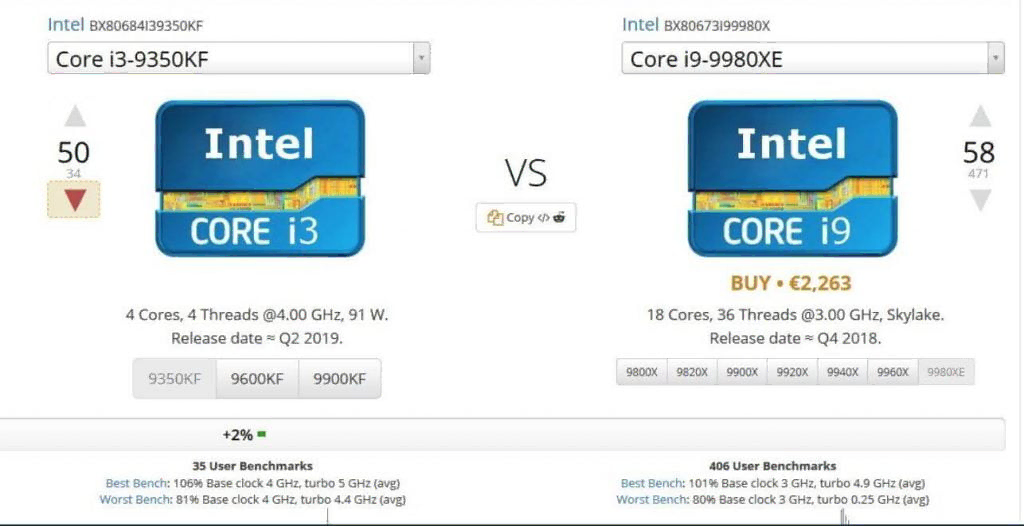 Intel BX80684I39350KF
Core i3-9350KF
50
34
Intel
CORE i3
VS
Copy </>
Intel BX80673i99980X
Core i9-9980XE
58
471
Intel
CORE i9
BUY • €2,263
4 Cores, 4 Threads @4.00 GHz, 91 W.
Release date ≈ Q2 2019.
9350KF 9600KF 9900KF
18 Cores, 36 Threads @3.00 GHz, Skylake.
Release date ≈ Q4 2018.
9800X 9820X 9900X 9920X 9940X 9960X 9980XE
+2%
35 User Benchmarks
Best Bench: 106% Base clock 4 GHz, turbo 5 GHz (avg)
Worst Bench: 81% Base clock 4 GHz, turbo 4.4 GHz (avg)
406 User Benchmarks
Best Bench: 101% Base clock 3 GHz, turbo 4.9 GHz (avg)
Worst Bench: 80% Base clock 3 GHz, turbo 0.25 GHz (avg)